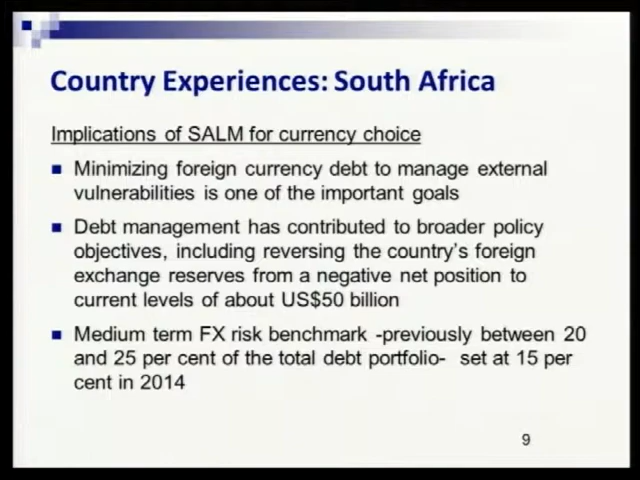 Country Experiences: South Africa
Implications of SALM for currency choice
Minimizing foreign currency debt to manage external
vulnerabilities is one of the important goals
Debt management has contributed to broader policy
objectives, including reversing the country's foreign
exchange reserves from a negative net position to
current levels of about US$50 billion
Medium term FX risk benchmark -previously between 20
and 25 per cent of the total debt portfolio- set at 15 per
cent in 2014
9